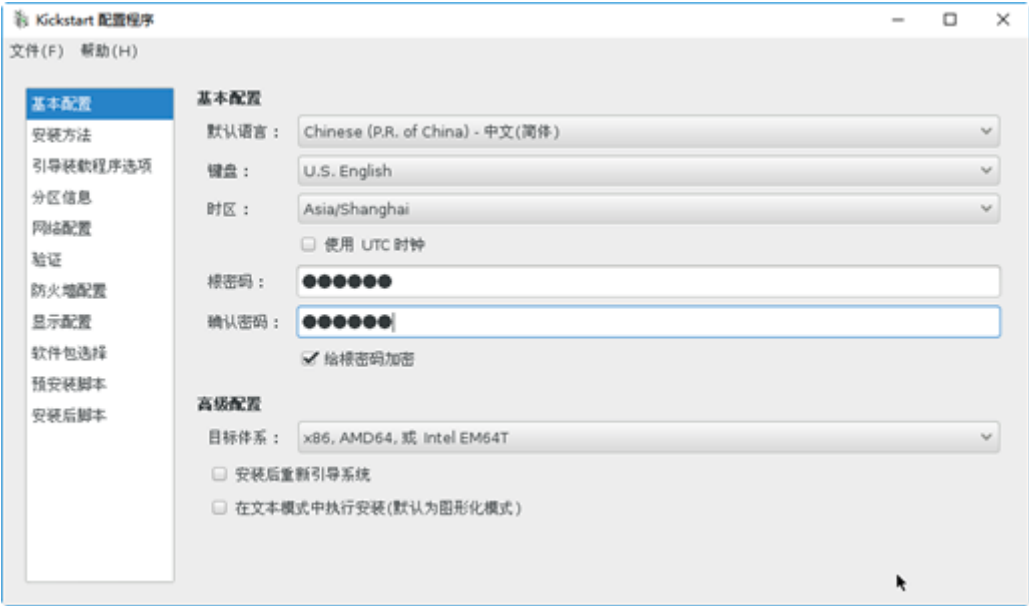 Kickstart 配置程序
文件(F) 帮助(H)
基本配置
安装方法
引导装载程序选项
分区信息
网络配置
验证
防火墙配置
显示配置
软件包选择
预安装脚本
安装后脚本
基本配置
默认语言： Chinese (P.R. of China) - 中文(简体)
键盘： U.S. English
时区： Asia/Shanghai
使用 UTC 时钟
根密码： ●●●●●●
确认密码： ●●●●●●
给根密码加密
高级配置
目标体系： x86, AMD64, 或 Intel EM64T
安装后重新引导系统
在文本模式中执行安装(默认为图形化模式)